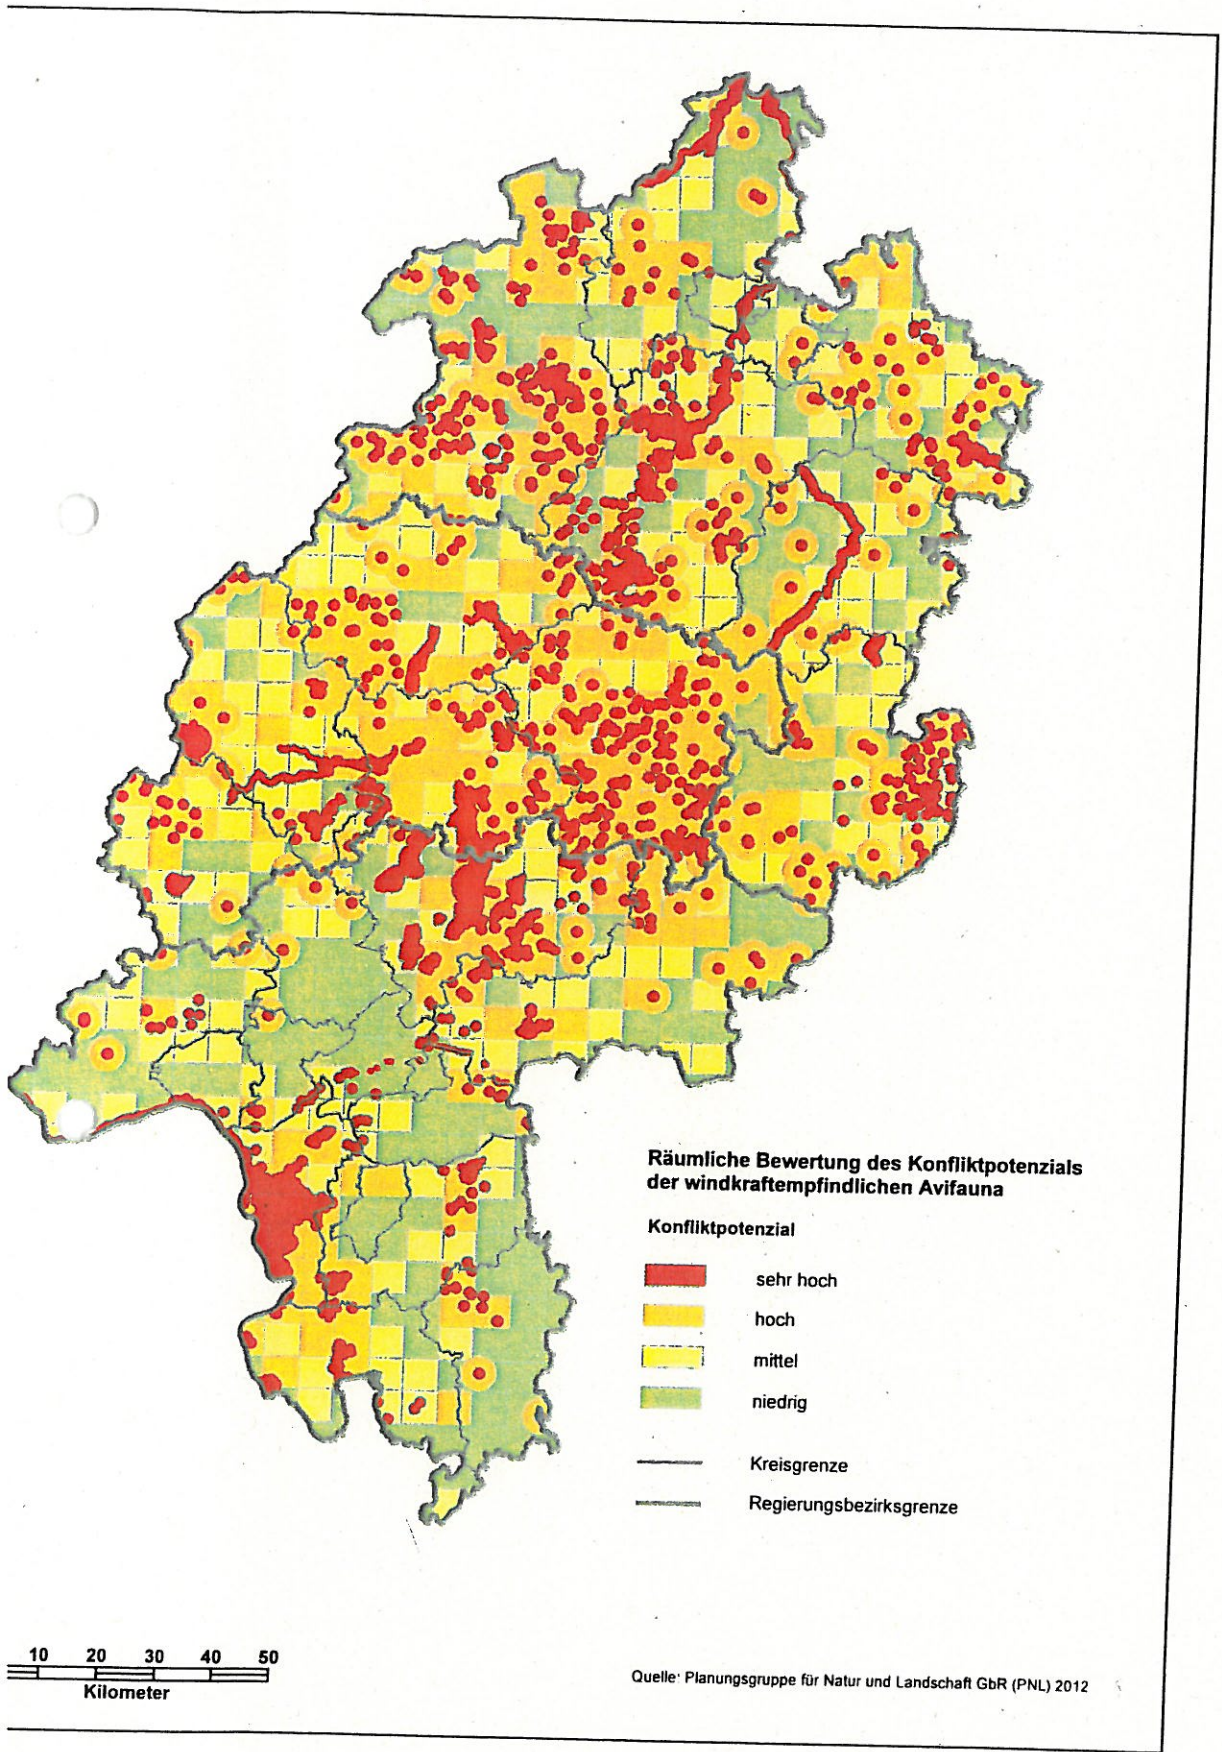 Räumliche Bewertung des Konfliktpotenzials
der windkraftempfindlichen Avifauna
Konfliktpotenzial
sehr hoch
hoch
mittel
niedrig
Kreisgrenze
Regierungsbezirksgrenze
10 20 30 40 50
Kilometer
Quelle: Planungsgruppe für Natur und Landschaft GbR (PNL) 2012